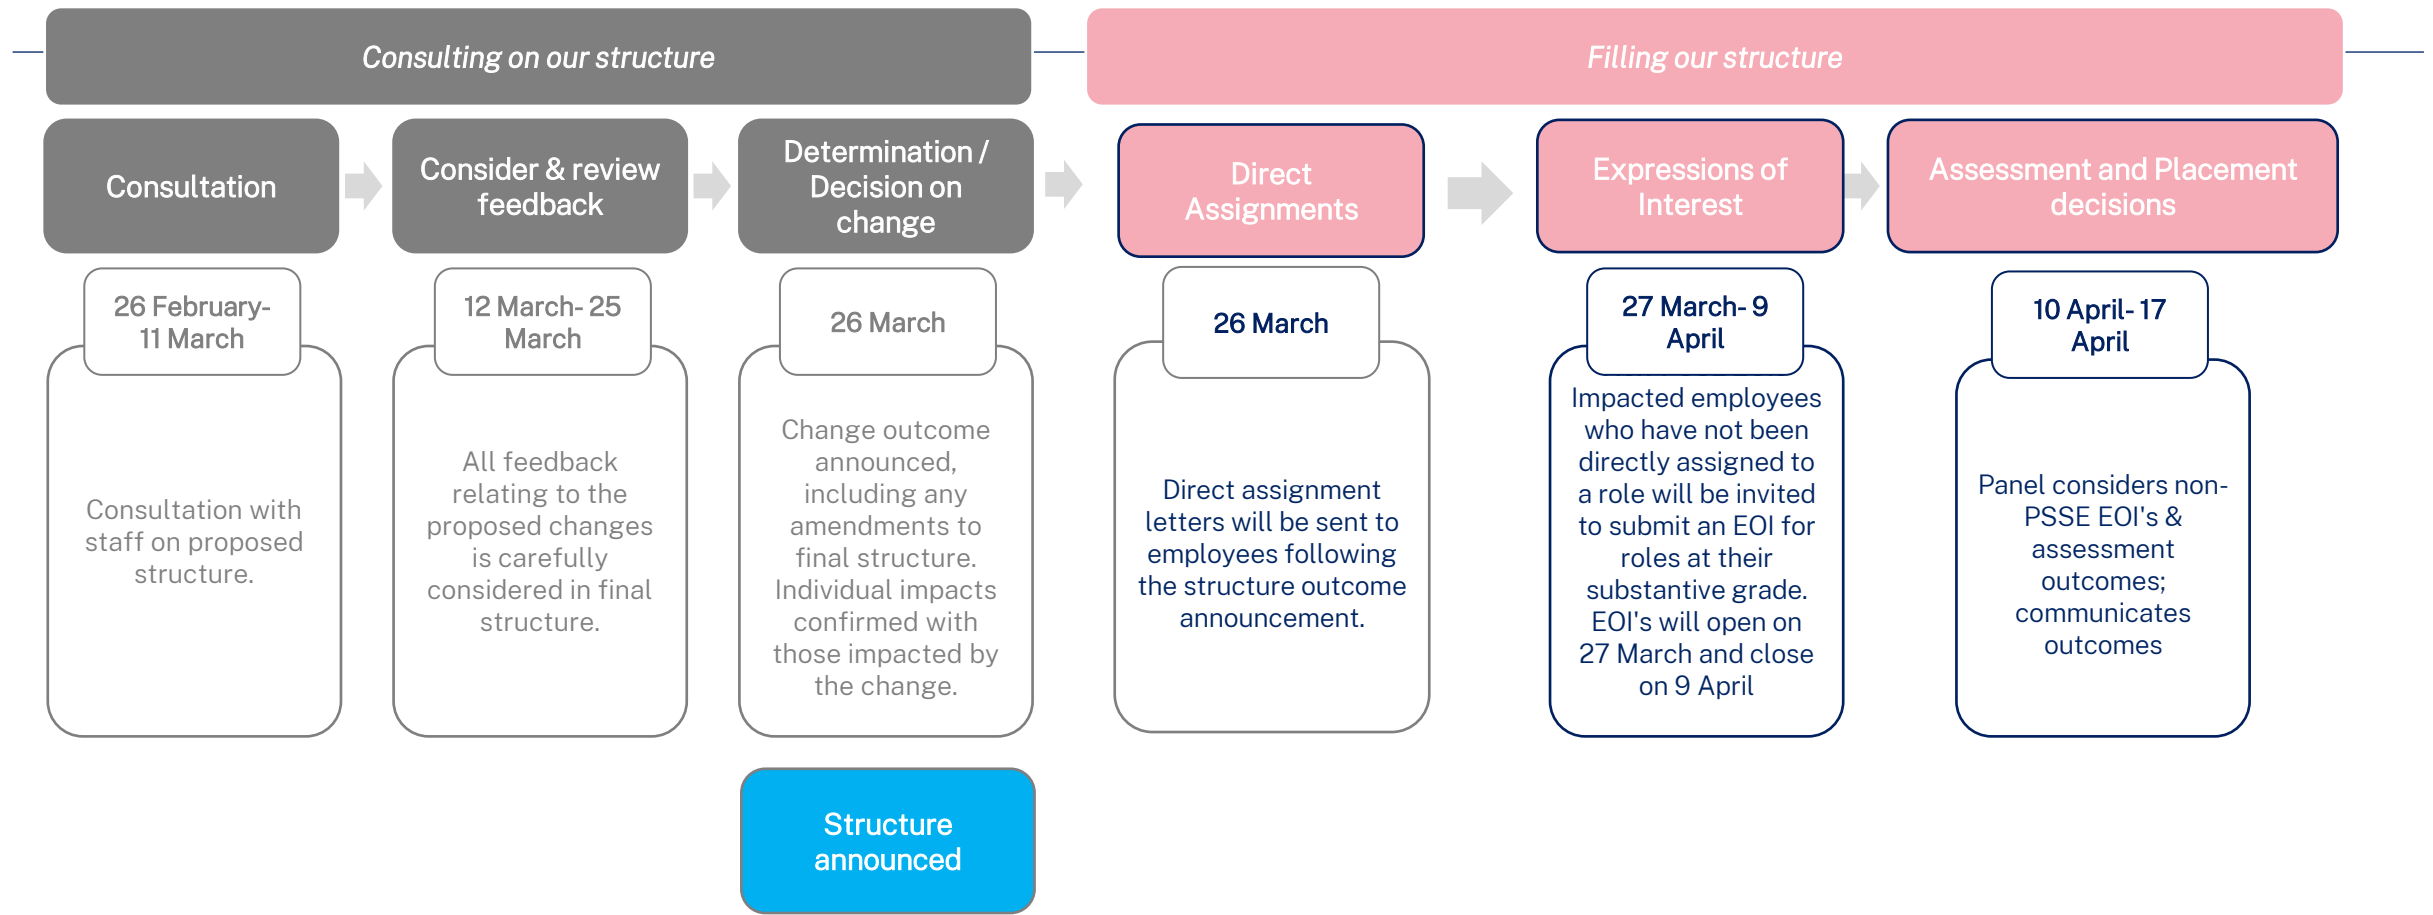 Consulting on our structure
Filling our structure
Consultation
Consider & review
feedback
Determination /
Decision on
change
Direct
Assignments
Expressions of
Interest
Assessment and Placement
decisions
26 February-
11 March
12 March- 25
March
26 March
26 March
27 March- 9
April
10 April- 17
April
Consultation with
staff on proposed
structure.
All feedback
relating to the
proposed changes
is carefully
considered in final
structure.
Change outcome
announced,
including any
amendments to
final structure.
Individual impacts
confirmed with
those impacted by
the change.
Direct assignment
letters will be sent to
employees following
the structure outcome
announcement.
Impacted employees
who have not been
directly assigned to
a role will be invited
to submit an EOI for
roles at their
substantive grade.
EOI's will open on
27 March and close
on 9 April
Panel considers non-
PSSE EOI's &
assessment
outcomes;
communicates
outcomes
Structure
announced